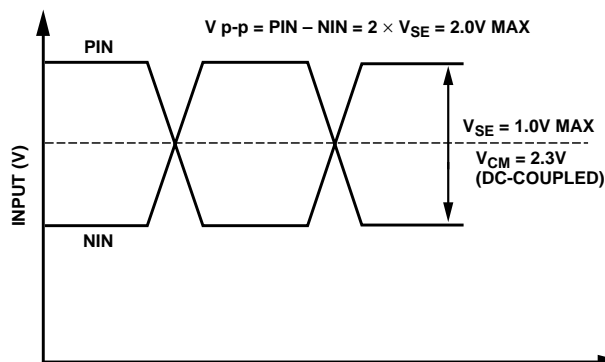 V p-p = PIN – NIN = 2 × VSE = 2.0V MAX
PIN
VSE = 1.0V MAX
VCM = 2.3V
(DC-COUPLED)
INPUT (V)
NIN